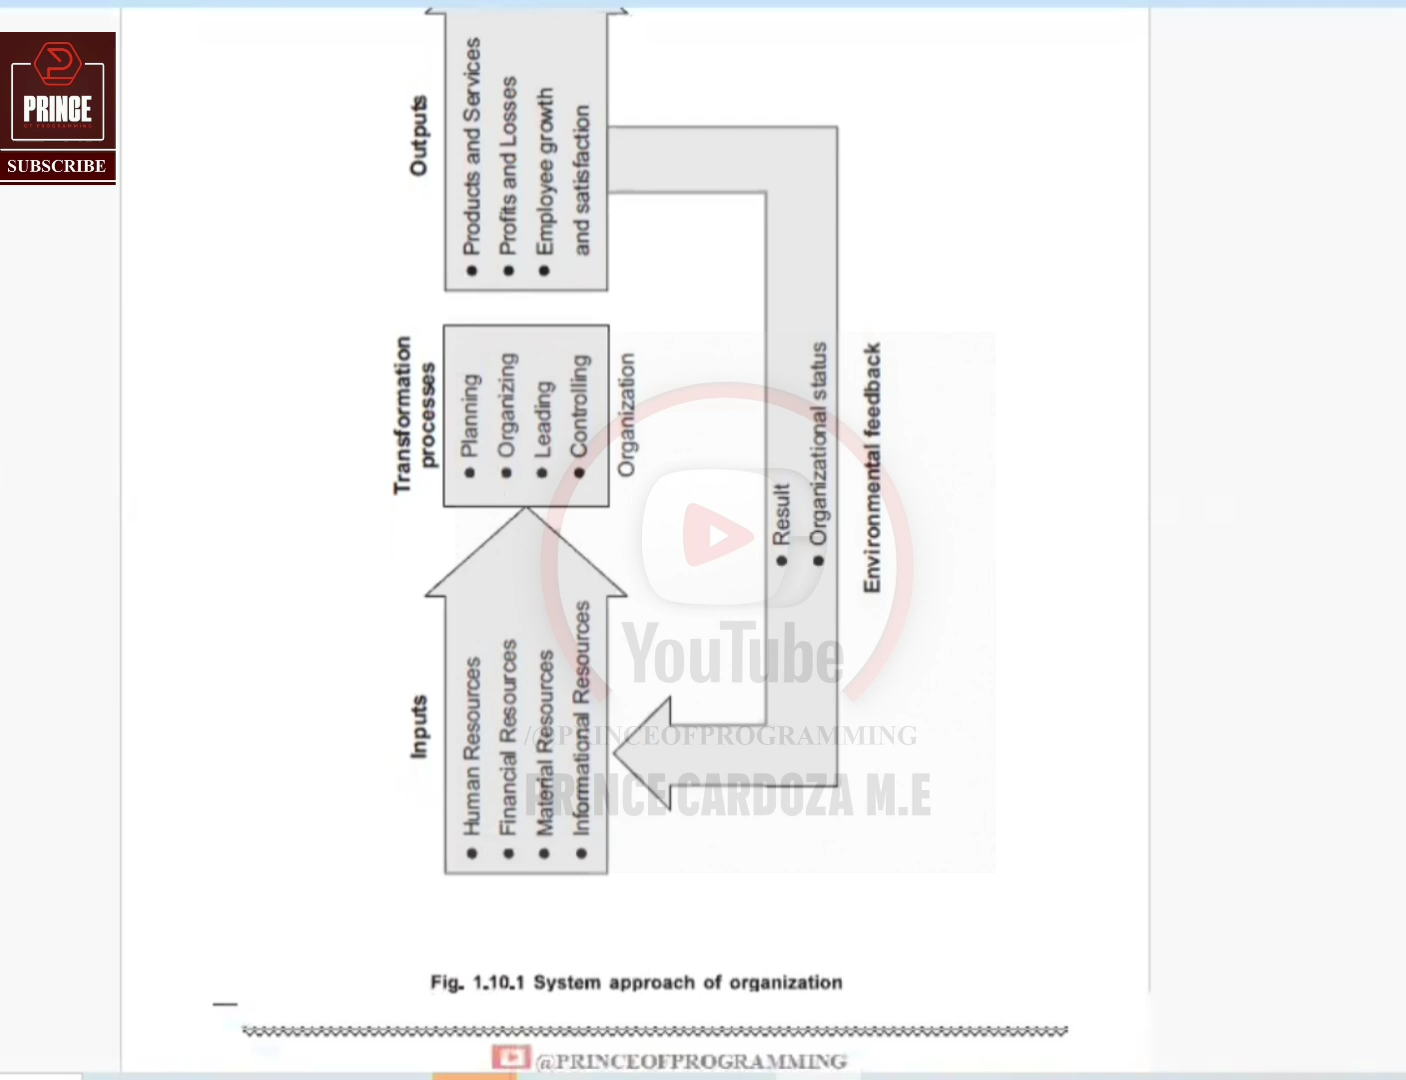 PRINCE
OF PROGRAMMING
SUBSCRIBE
Inputs
● Human Resources
● Financial Resources
● Material Resources
● Informational Resources
Transformation
processes
● Planning
● Organizing
● Leading
● Controlling
Organization
Outputs
● Products and Services
● Profits and Losses
● Employee growth
and satisfaction
● Result
● Organizational status
Environmental feedback
YouTube
/@PRINCEOFPROGRAMMING
PRINCE CARDOZA M.E
Fig. 1.10.1 System approach of organization
@PRINCEOFPROGRAMMING